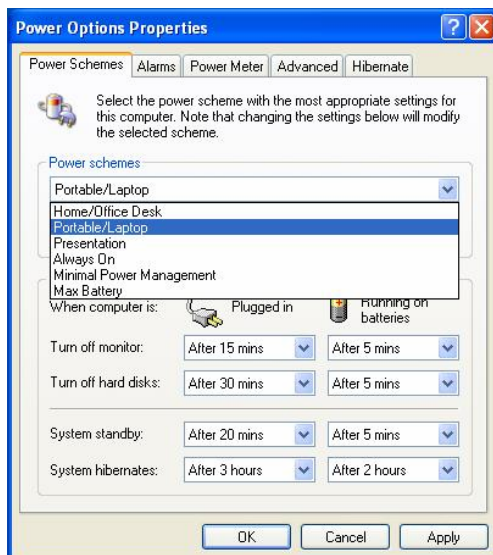 Power Options Properties
Power Schemes Alarms Power Meter Advanced Hibernate
Select the power scheme with the most appropriate settings for
this computer. Note that changing the settings below will modify
the selected scheme.
Power schemes
Portable/Laptop
Home/Office Desk
Portable/Laptop
Presentation
Always On
Minimal Power Management
Max Battery
When computer is: Plugged in Running on
batteries
Turn off monitor: After 15 mins After 5 mins
Turn off hard disks: After 30 mins After 5 mins
System standby: After 20 mins After 5 mins
System hibernates: After 3 hours After 2 hours
OK Cancel Apply